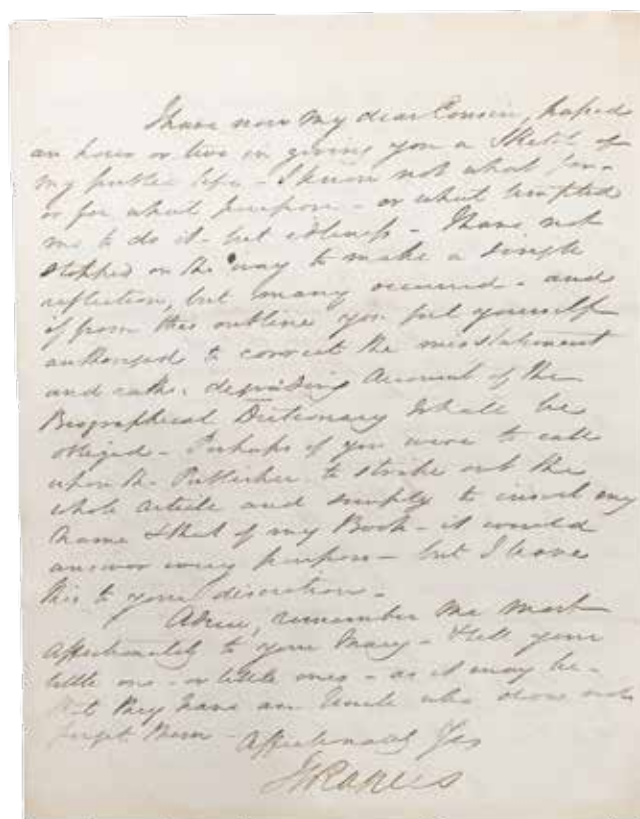 I have now my dear Cousin, passed
an hour or two in giving you a Sketch of
my public life - I know not what for -
or for what purpose - or what tempted
me to do it - but idleness - I have not
stopped on the way to make a single
reflection, but many occurred - and
if from this outline you feel yourself
authorised to correct the misstatement
and rather degrading Account of the
Biographical Dictionary I shall be
obliged - Perhaps if you were to call
upon the Publisher to strike out the
whole article and simply to insert my
name & that of my Book - it would
answer every purpose - but I leave
this to your discretion -
Adieu, remember me most
affectionately to your Mary - & tell your
little one - or little ones - as it may be -
that they have an Uncle who does not
forget them - Affectionately Yrs
TSRaffles